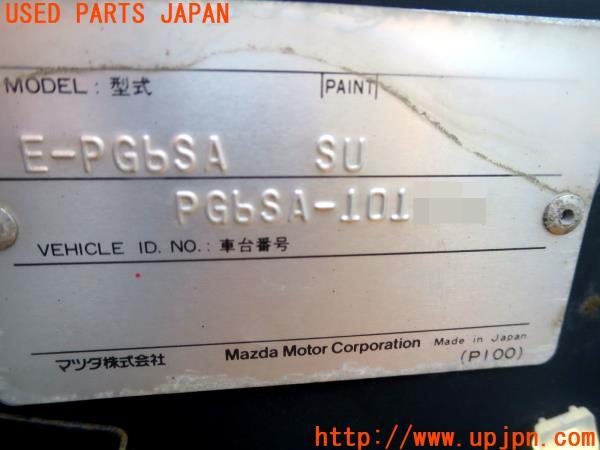 USED PARTS JAPAN
MODEL: 型式 PAINT
E-PG6SA SU
PG6SA-101
VEHICLE ID. NO.: 車台番号
マツダ株式会社 Mazda Motor Corporation Made in Japan
(P100)
http://www.upjpn.com